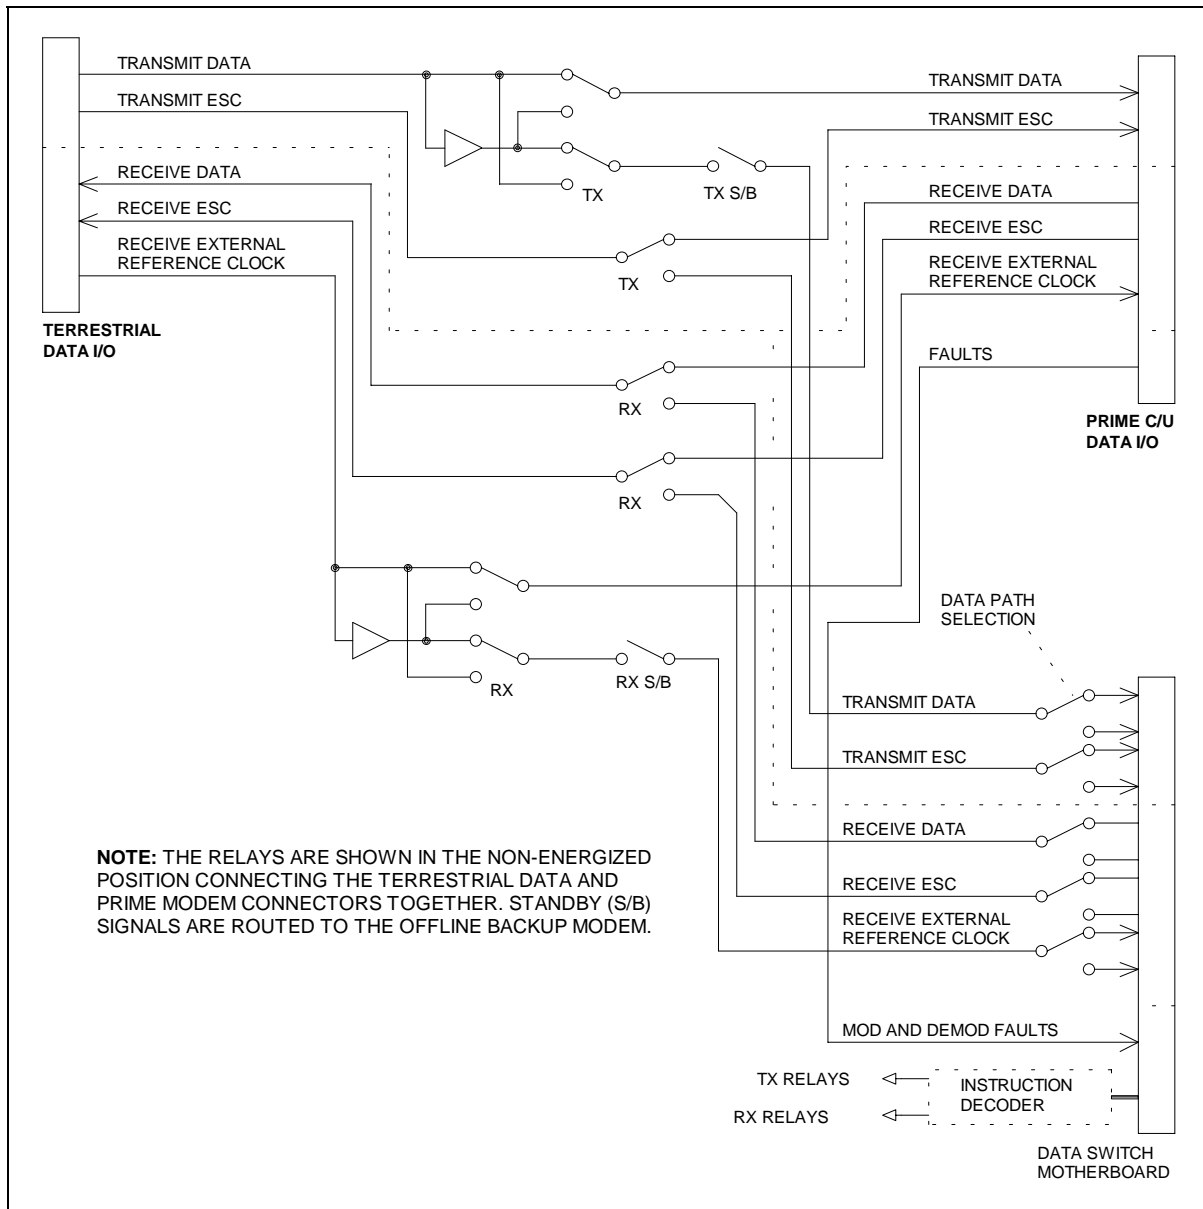 TRANSMIT DATA
TRANSMIT ESC
RECEIVE DATA
RECEIVE ESC
RECEIVE EXTERNAL
REFERENCE CLOCK
TERRESTRIAL
DATA I/O
TX
TX S/B
TX
RX
RX
RX
RX S/B
TRANSMIT DATA
TRANSMIT ESC
RECEIVE DATA
RECEIVE ESC
RECEIVE EXTERNAL
REFERENCE CLOCK
FAULTS
PRIME C/U
DATA I/O
DATA PATH
SELECTION
TRANSMIT DATA
TRANSMIT ESC
RECEIVE DATA
RECEIVE ESC
RECEIVE EXTERNAL
REFERENCE CLOCK
MOD AND DEMOD FAULTS
TX RELAYS
RX RELAYS
INSTRUCTION
DECODER
DATA SWITCH
MOTHERBOARD
NOTE: THE RELAYS ARE SHOWN IN THE NON-ENERGIZED
POSITION CONNECTING THE TERRESTRIAL DATA AND
PRIME MODEM CONNECTORS TOGETHER. STANDBY (S/B)
SIGNALS ARE ROUTED TO THE OFFLINE BACKUP MODEM.